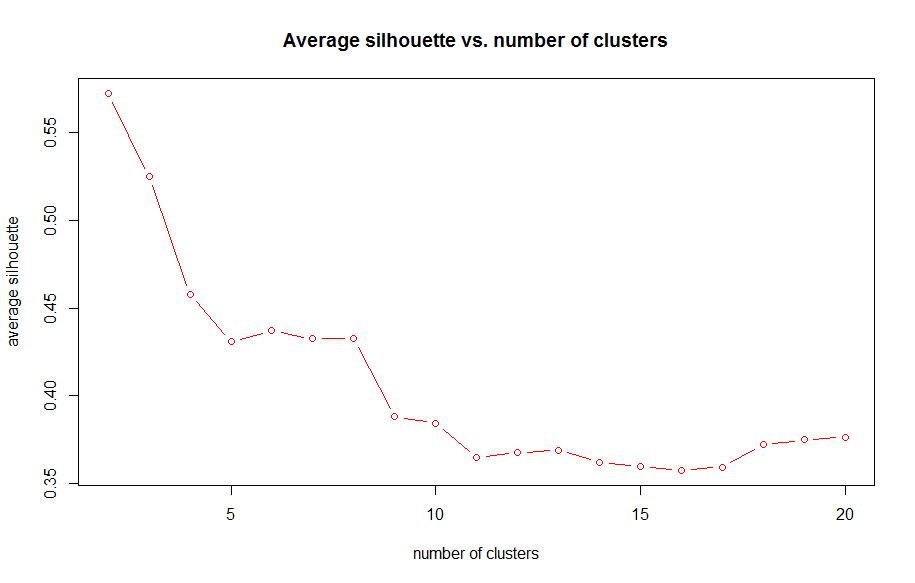 Average silhouette vs. number of clusters
average silhouette
0.55
0.50
0.45
0.40
0.35
5 10 15 20
number of clusters